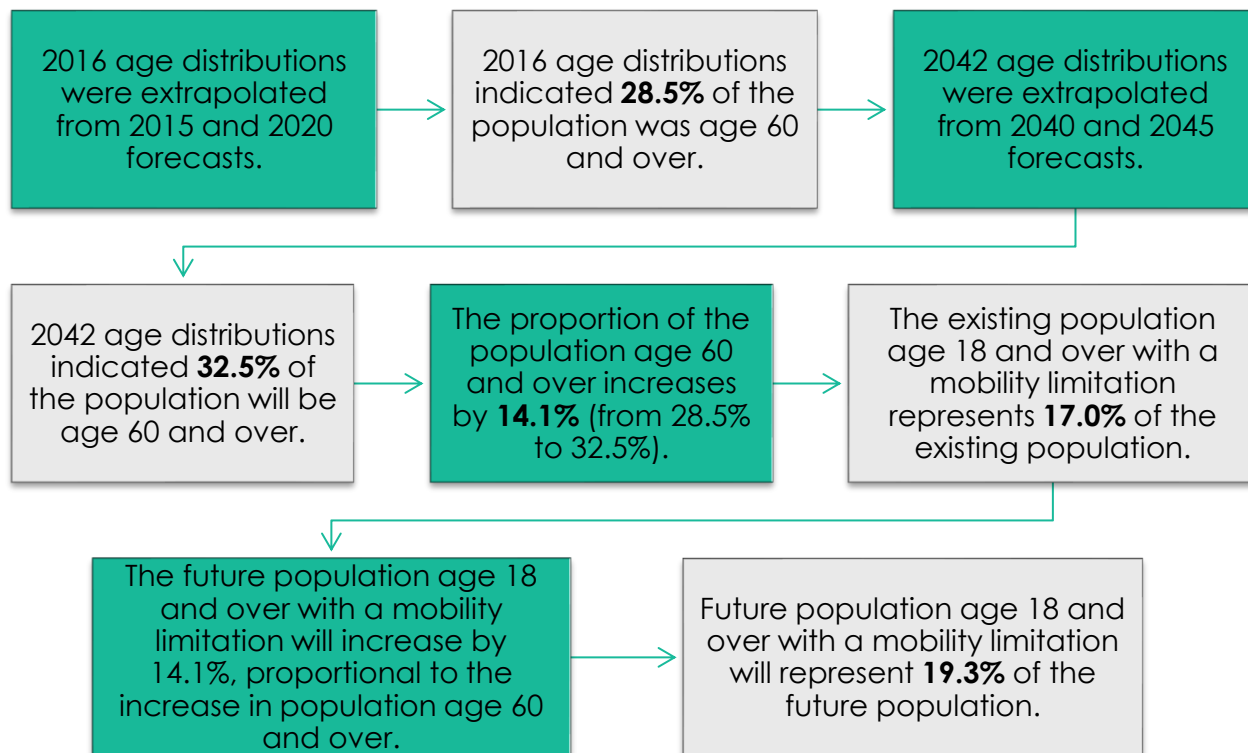 2016 age distributions
were extrapolated
from 2015 and 2020
forecasts.
2016 age distributions
indicated 28.5% of the
population was age 60
and over.
2042 age distributions
were extrapolated
from 2040 and 2045
forecasts.
2042 age distributions
indicated 32.5% of
the population will be
age 60 and over.
The proportion of the
population age 60
and over increases
by 14.1% (from 28.5%
to 32.5%).
The existing population
age 18 and over with a
mobility limitation
represents 17.0% of the
existing population.
The future population age 18
and over with a mobility
limitation will increase by
14.1%, proportional to the
increase in population age 60
and over.
Future population age 18 and
over with a mobility limitation
will represent 19.3% of the
future population.